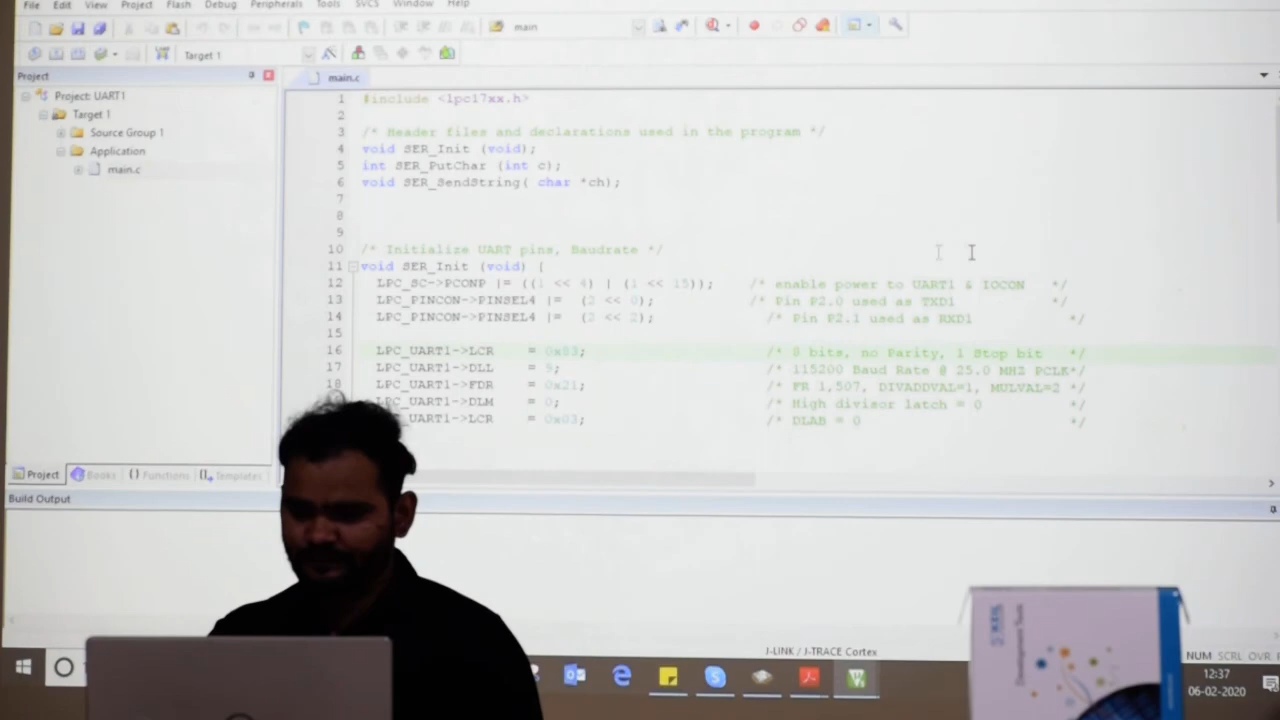 File Edit View Project Flash Debug Peripherals Tools SVCS Window Help
main
Target 1
Project
main.c
Project: UART1
Target 1
Source Group 1
Application
main.c
1 #include <lpc17xx.h>
2
3 /* Header files and declarations used in the program */
4 void SER_Init (void);
5 int SER_PutChar (int c);
6 void SER_SendString( char *ch);
7
8
9
10 /* Initialize UART pins, Baudrate */
11 void SER_Init (void) {
12 LPC_SC->PCONP |= ((1 << 4) | (1 << 15)); /* enable power to UART1 & IOCON */
13 LPC_PINCON->PINSEL4 |= (2 << 0); /* Pin P2.0 used as TXD1 */
14 LPC_PINCON->PINSEL4 |= (2 << 2); /* Pin P2.1 used as RXD1 */
15
16 LPC_UART1->LCR = 0x83; /* 8 bits, no Parity, 1 Stop bit */
17 LPC_UART1->DLL = 9; /* 115200 Baud Rate @ 25.0 MHZ PCLK*/
18 LPC_UART1->FDR = 0x21; /* FR 1,507, DIVADDVAL=1, MULVAL=2 */
LPC_UART1->DLM = 0; /* High divisor latch = 0 */
LPC_UART1->LCR = 0x03; /* DLAB = 0 */
Project Books {} Functions Templates
Build Output
J-LINK / J-TRACE Cortex
NUM SCRL OVR
12:37
06-02-2020
KEIL
Development Tools